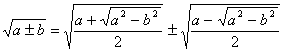 √(a ± b) = √((a + √(a² − b²))/2) ± √((a − √(a² − b²))/2)